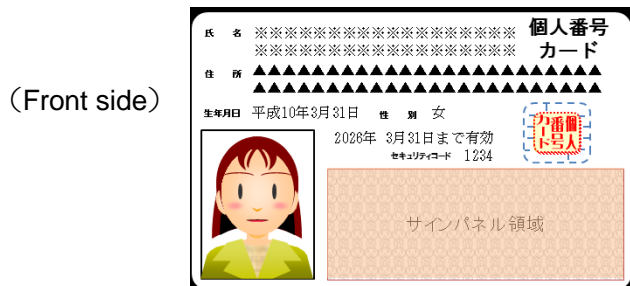 (Front side)
氏 名 ※※※※※※※※※※※※※※※※※※ 個人番号
※※※※※※※※※※※※※※※※※※ カード
住 所 ▲▲▲▲▲▲▲▲▲▲▲▲▲▲▲▲▲▲▲▲▲▲▲▲
▲▲▲▲▲▲▲▲▲▲▲▲▲▲▲▲▲▲▲▲▲▲▲▲
生年月日 平成10年3月31日 性 別 女
2026年 3月31日まで有効
セキュリティコード 1234
個人
番号
カード
サインパネル領域